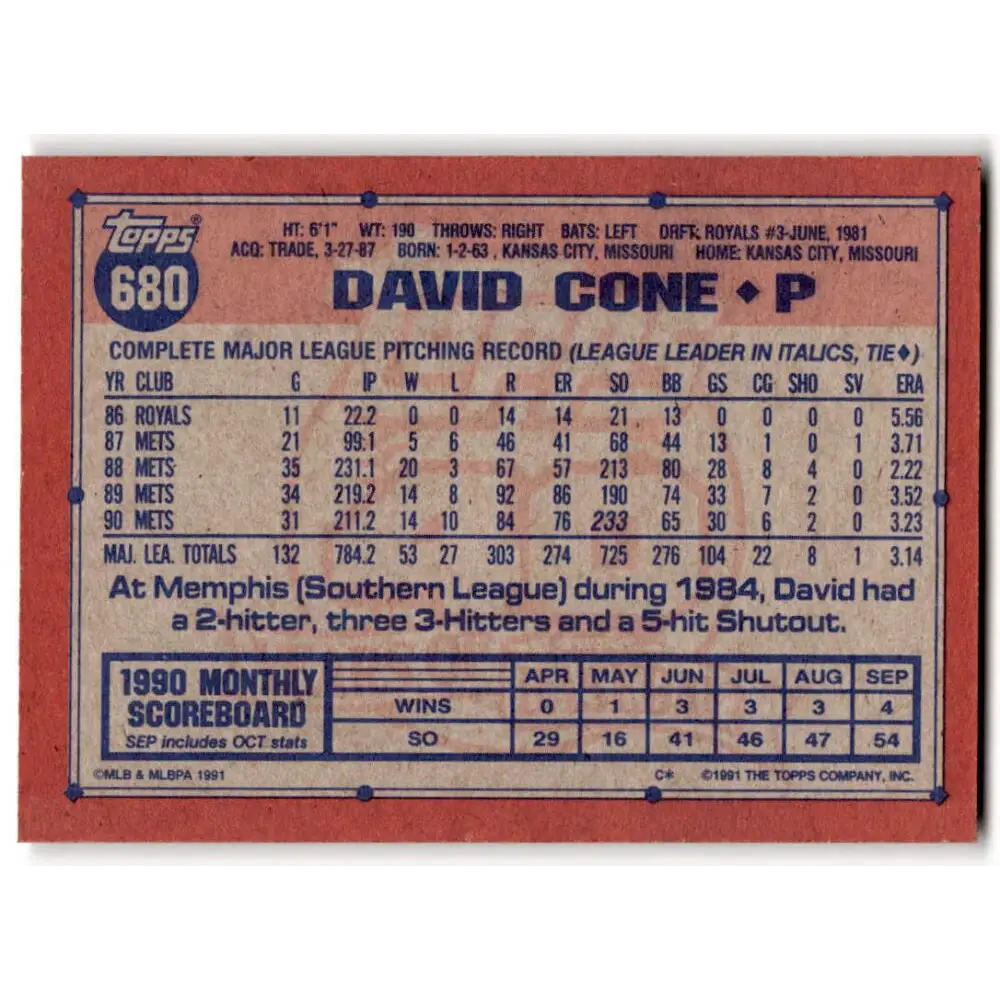 Topps®
680
HT: 6'1" WT: 190 THROWS: RIGHT BATS: LEFT DRFT: ROYALS #3-JUNE, 1981
ACQ: TRADE, 3-27-87 BORN: 1-2-63 , KANSAS CITY, MISSOURI HOME: KANSAS CITY, MISSOURI
DAVID CONE ◆ P
COMPLETE MAJOR LEAGUE PITCHING RECORD (LEAGUE LEADER IN ITALICS, TIE◆)
YR CLUB G IP W L R ER SO BB GS CG SHO SV ERA
86 ROYALS 11 22.2 0 0 14 14 21 13 0 0 0 0 5.56
87 METS 21 99.1 5 6 46 41 68 44 13 1 0 1 3.71
88 METS 35 231.1 20 3 67 57 213 80 28 8 4 0 2.22
89 METS 34 219.2 14 8 92 86 190 74 33 7 2 0 3.52
90 METS 31 211.2 14 10 84 76 233 65 30 6 2 0 3.23
MAJ. LEA. TOTALS 132 784.2 53 27 303 274 725 276 104 22 8 1 3.14
At Memphis (Southern League) during 1984, David had
a 2-hitter, three 3-Hitters and a 5-hit Shutout.
1990 MONTHLY
SCOREBOARD
SEP includes OCT stats
APR MAY JUN JUL AUG SEP
WINS 0 1 3 3 3 4
SO 29 16 41 46 47 54
©MLB & MLBPA 1991 C* ©1991 THE TOPPS COMPANY, INC.